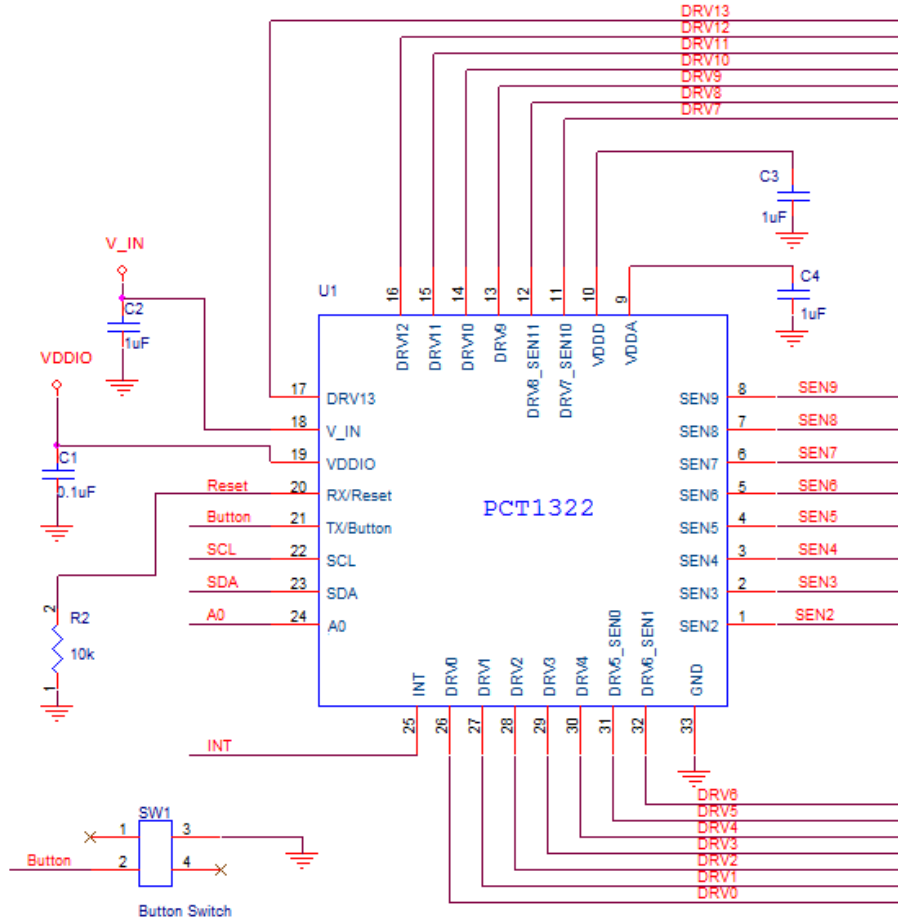 DRV13
DRV12
DRV11
DRV10
DRV9
DRV8
DRV7
C3
1uF
V_IN
C2
1uF
C4
1uF
VDDIO
C1
0.1uF
U1
16 15 14 13 12 11 10 9
DRV12 DRV11 DRV10 DRV9 DRV8_SEN11 DRV7_SEN10 VDDD VDDA
17 DRV13
18 V_IN
19 VDDIO
Reset 20 RX/Reset
Button 21 TX/Button
SCL 22 SCL
SDA 23 SDA
A0 24 A0
PCT1322
SEN9 8 SEN9
SEN8 7 SEN8
SEN7 6 SEN7
SEN6 5 SEN6
SEN5 4 SEN5
SEN4 3 SEN4
SEN3 2 SEN3
SEN2 1 SEN2
2
R2
10k
1
INT DRV0 DRV1 DRV2 DRV3 DRV4 DRV5_SEN0 DRV6_SEN1 GND
25 26 27 28 29 30 31 32 33
INT
DRV6
DRV5
DRV4
DRV3
DRV2
DRV1
DRV0
SW1
1 3
Button 2 4
Button Switch